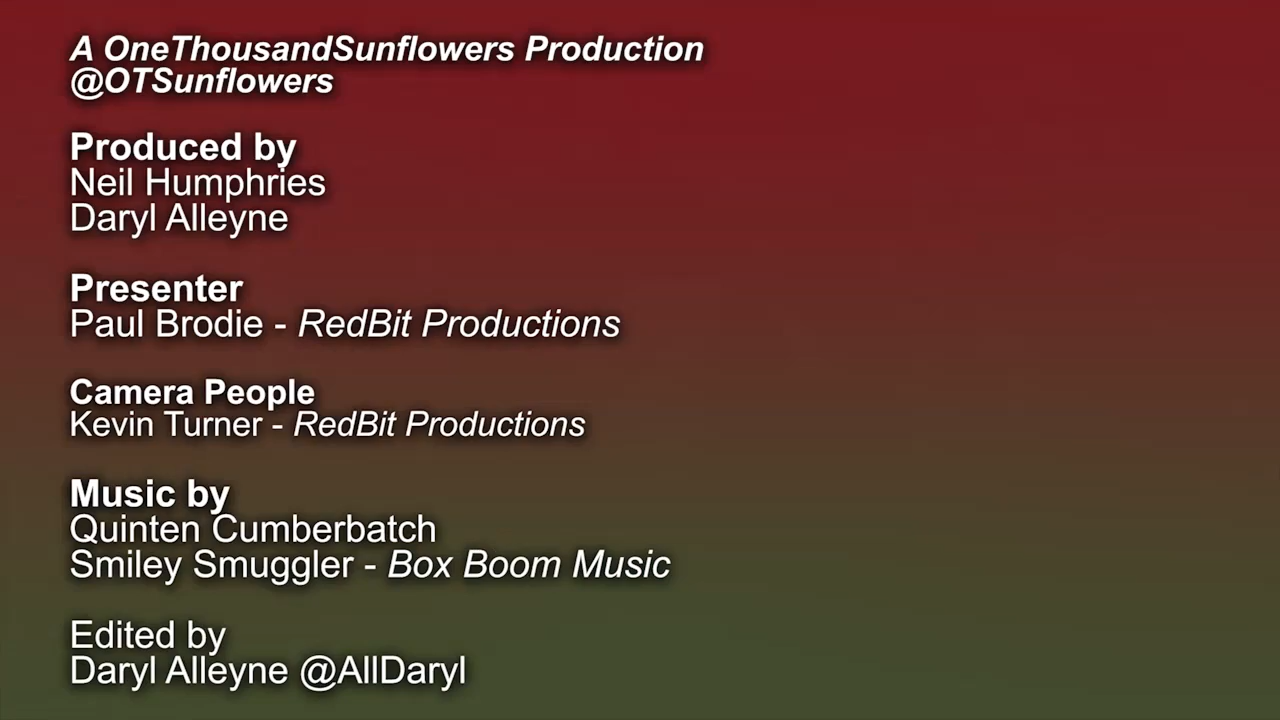 A OneThousandSunflowers Production
@OTSunflowers
Produced by
Neil Humphries
Daryl Alleyne
Presenter
Paul Brodie - RedBit Productions
Camera People
Kevin Turner - RedBit Productions
Music by
Quinten Cumberbatch
Smiley Smuggler - Box Boom Music
Edited by
Daryl Alleyne @AllDaryl